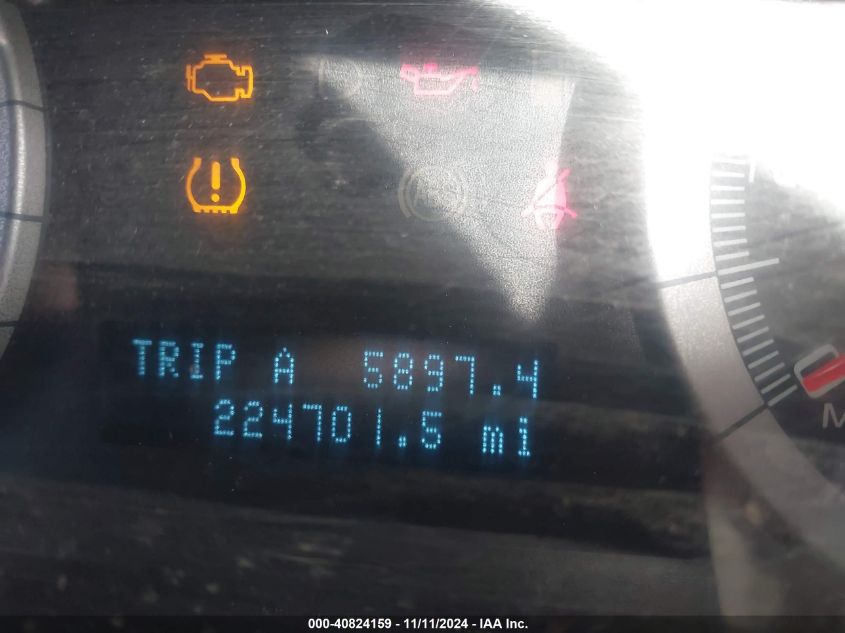 TRIP A 5897.4
224701.5 mi
000-40824159 - 11/11/2024 - IAA Inc.